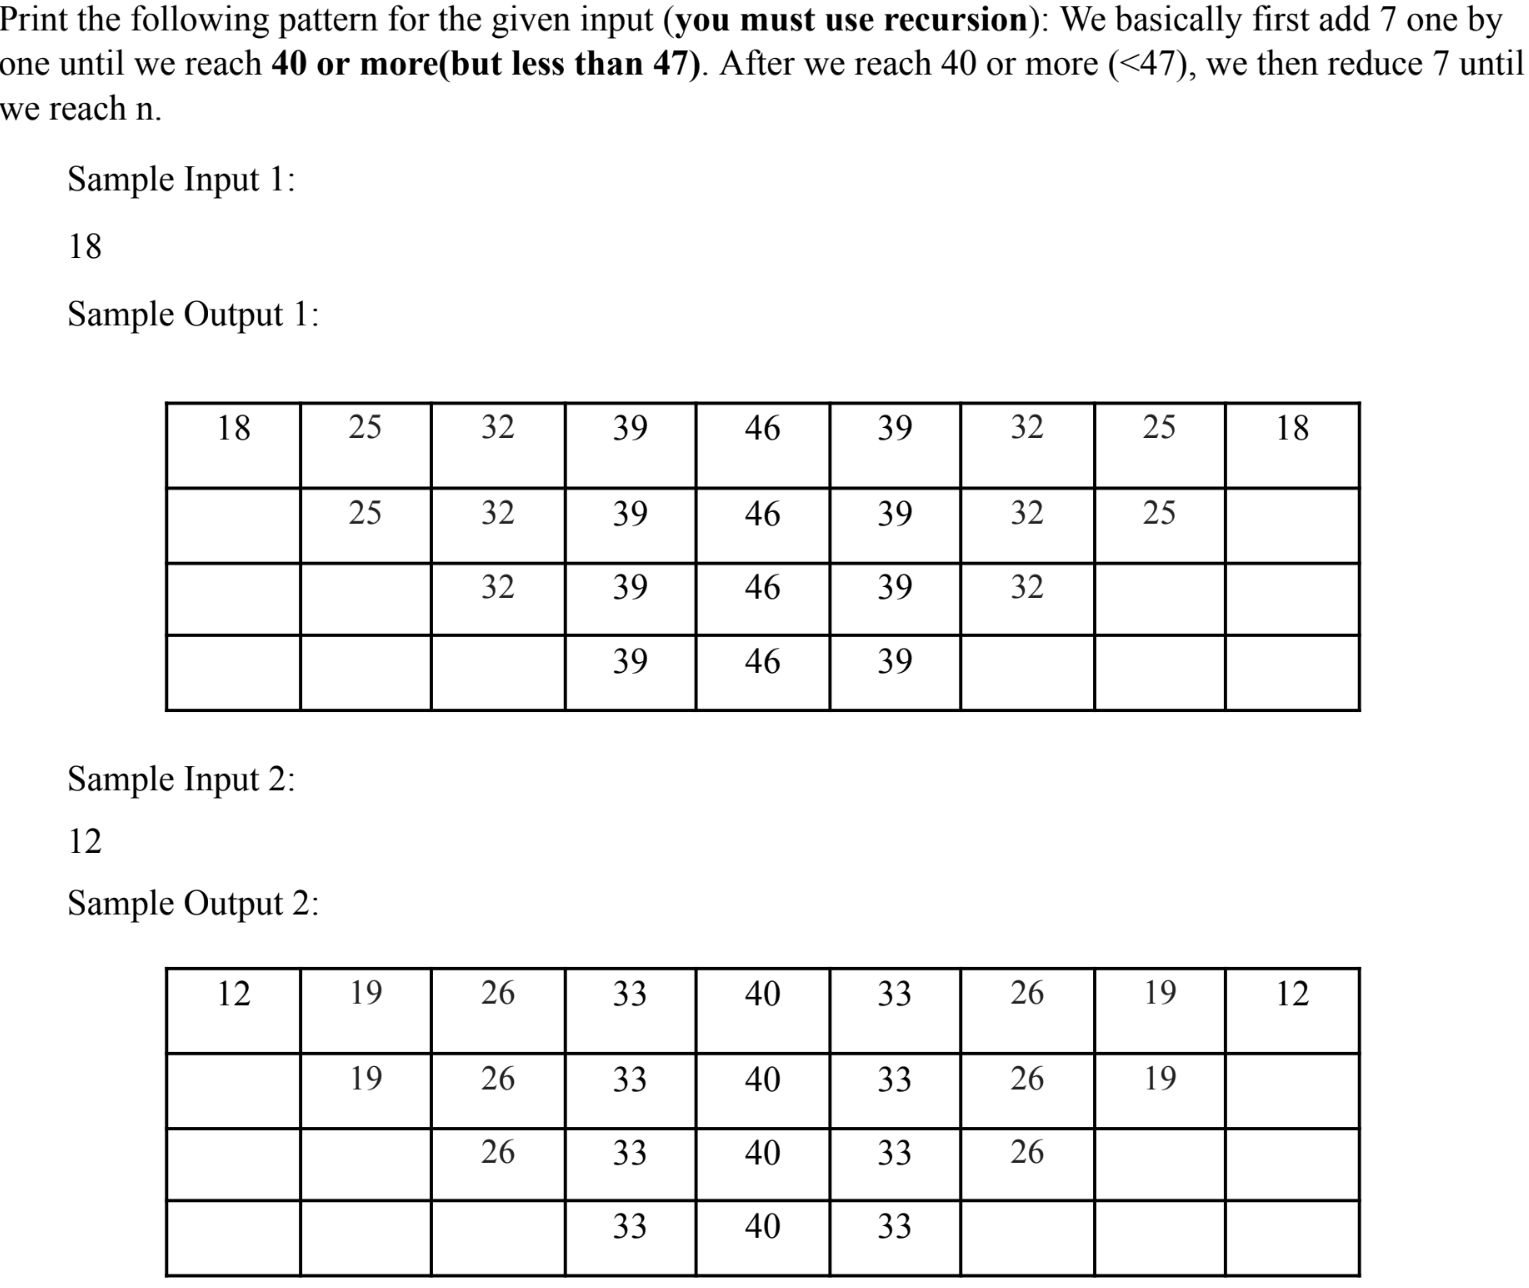 Print the following pattern for the given input (you must use recursion): We basically first add 7 one by
one until we reach 40 or more(but less than 47). After we reach 40 or more (<47), we then reduce 7 until
we reach n.
Sample Input 1:
18
Sample Output 1:
18 25 32 39 46 39 32 25 18
25 32 39 46 39 32 25
32 39 46 39 32
39 46 39
Sample Input 2:
12
Sample Output 2:
12 19 26 33 40 33 26 19 12
19 26 33 40 33 26 19
26 33 40 33 26
33 40 33